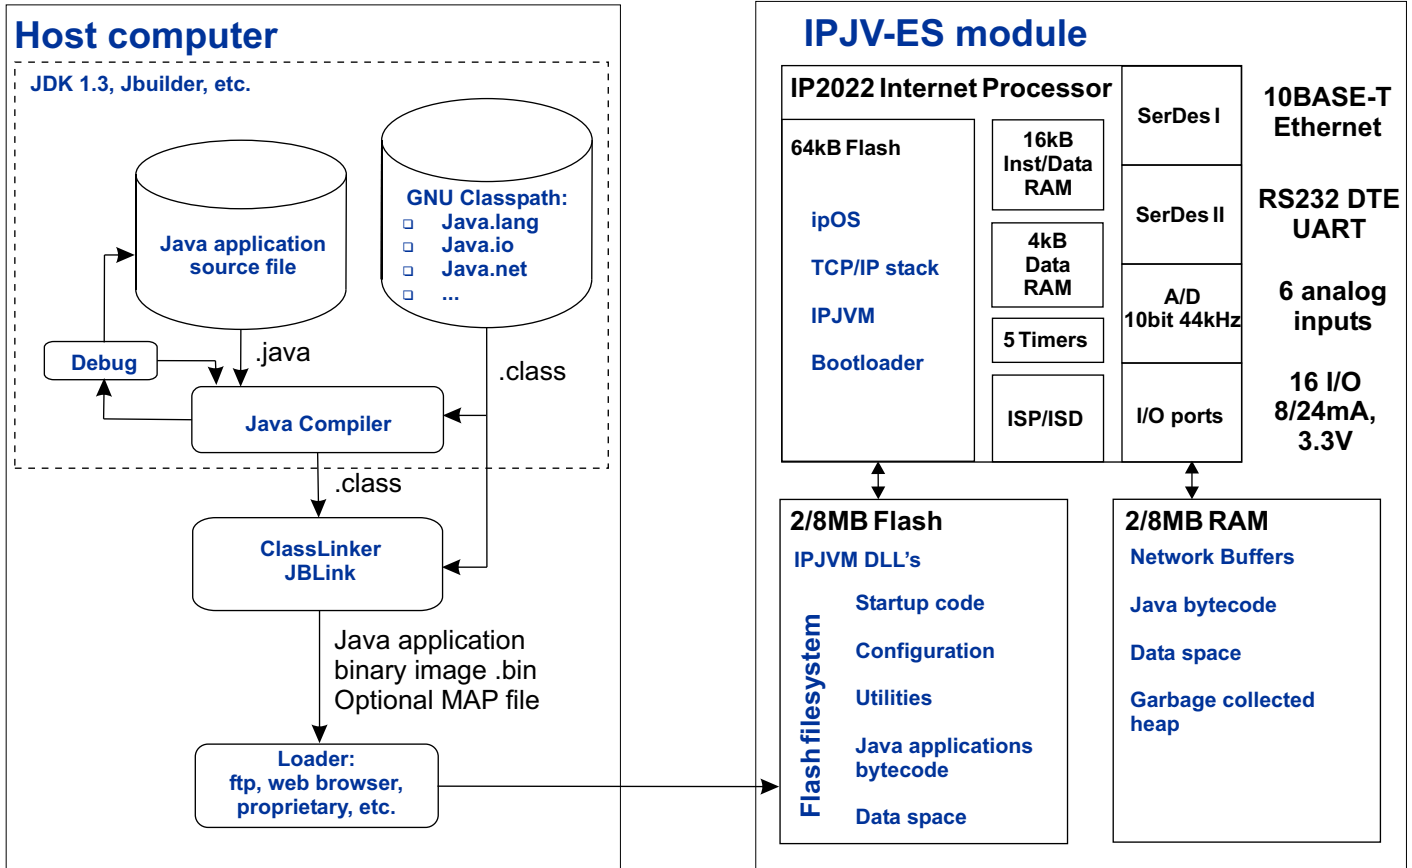 Host computer
JDK 1.3, Jbuilder, etc.
Java application
source file
GNU Classpath:
❑ Java.lang
❑ Java.io
❑ Java.net
❑ ...
Debug
.java
.class
Java Compiler
.class
ClassLinker
JBLink
Java application
binary image .bin
Optional MAP file
Loader:
ftp, web browser,
proprietary, etc.
IPJV-ES module
IP2022 Internet Processor
64kB Flash
ipOS
TCP/IP stack
IPJVM
Bootloader
16kB
Inst/Data
RAM
4kB
Data
RAM
5 Timers
ISP/ISD
SerDes I
SerDes II
A/D
10bit 44kHz
I/O ports
10BASE-T
Ethernet
RS232 DTE
UART
6 analog
inputs
16 I/O
8/24mA,
3.3V
2/8MB Flash
IPJVM DLL's
Flash filesystem
Startup code
Configuration
Utilities
Java applications
bytecode
Data space
2/8MB RAM
Network Buffers
Java bytecode
Data space
Garbage collected
heap